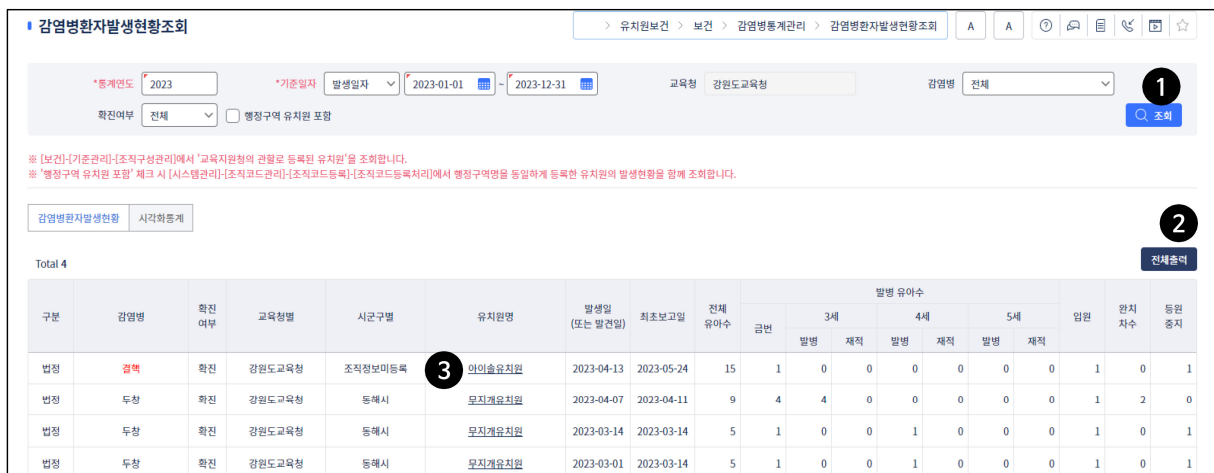 감염병환자발생현황조회
> 유치원보건 > 보건 > 감염병통계관리 > 감염병환자발생현황조회 A A
*통계연도 2023 *기준일자 발생일자 2023-01-01 ~ 2023-12-31 교육청 강원도교육청 감염병 전체
1
확진여부 전체 행정구역 유치원 포함 조회
※ [보건]-[기준관리]-[조직구성관리]에서 '교육지원청의 관할로 등록된 유치원'을 조회합니다.
※ '행정구역 유치원 포함' 체크 시 [시스템관리]-[조직코드관리]-[조직코드등록]-[조직코드등록처리]에서 행정구역명을 동일하게 등록한 유치원의 발생현황을 함께 조회합니다.
감염병환자발생현황 시각화통계
2
Total 4 전체출력
구분 감염병 확진여부 교육청별 시군구별 유치원명 발생일 (또는 발견일) 최초보고일 전체 유아수 발병 유아수 입원 완치 차수 등원 중지
금번 3세 4세 5세
발병 재적 발병 재적 발병 재적
법정 결핵 확진 강원도교육청 조직정보미등록 3 아이솔유치원 2023-04-13 2023-05-24 15 1 0 0 0 0 0 0 1 0 1
법정 두창 확진 강원도교육청 동해시 무지개유치원 2023-04-07 2023-04-11 9 4 4 0 0 0 0 0 1 2 0
법정 두창 확진 강원도교육청 동해시 무지개유치원 2023-03-14 2023-03-14 5 1 0 0 1 0 0 0 1 0 1
법정 두창 확진 강원도교육청 동해시 무지개유치원 2023-03-01 2023-03-14 5 1 0 0 1 0 0 0 1 0 1